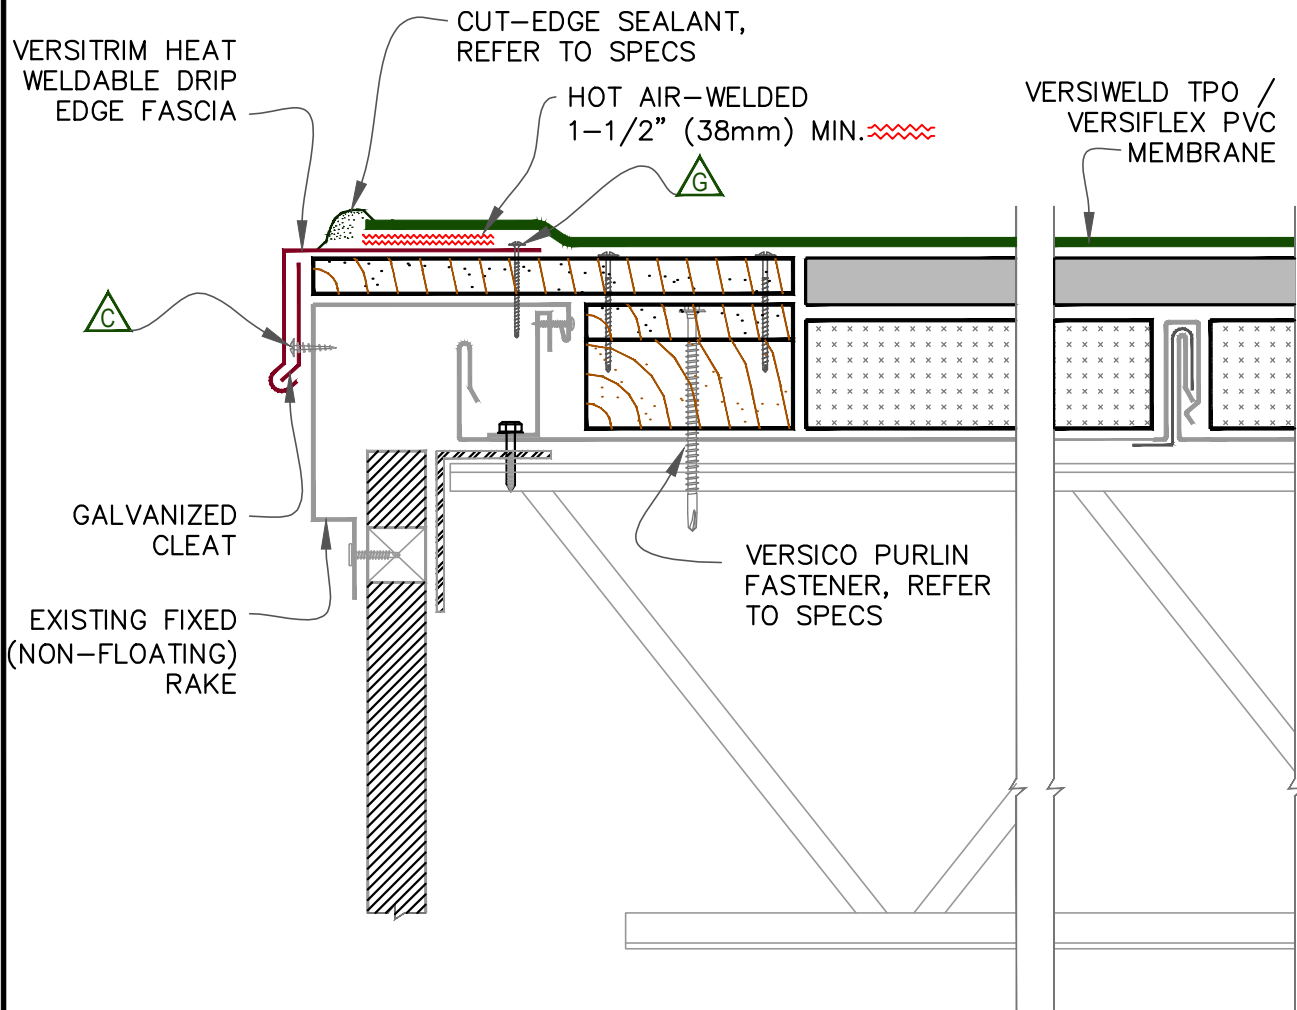 CUT-EDGE SEALANT,
REFER TO SPECS
VERSITRIM HEAT
WELDABLE DRIP
EDGE FASCIA
HOT AIR-WELDED
1-1/2" (38mm) MIN.
VERSIWELD TPO /
VERSIFLEX PVC
MEMBRANE
G
C
GALVANIZED
CLEAT
VERSICO PURLIN
FASTENER, REFER
TO SPECS
EXISTING FIXED
(NON-FLOATING)
RAKE